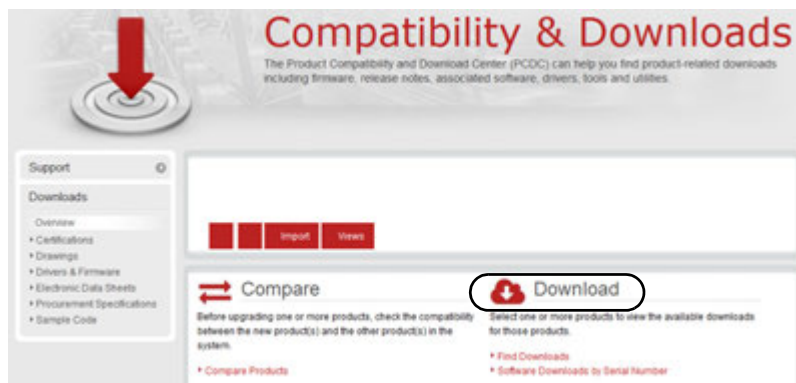 Compatibility & Downloads
The Product Compatibility and Download Center (PCDC) can help you find product-related downloads
including firmware, release notes, associated software, drivers, tools and utilities.
Support
Downloads
Overview
Certifications
Drawings
Drivers & Firmware
Electronic Data Sheets
Procurement Specifications
Sample Code
Import Views
Compare
Before upgrading one or more products, check the compatibility
between the new product(s) and the other product(s) in the
system.
Compare Products
Download
Select one or more products to view the available downloads
for those products.
Find Downloads
Software Downloads by Serial Number